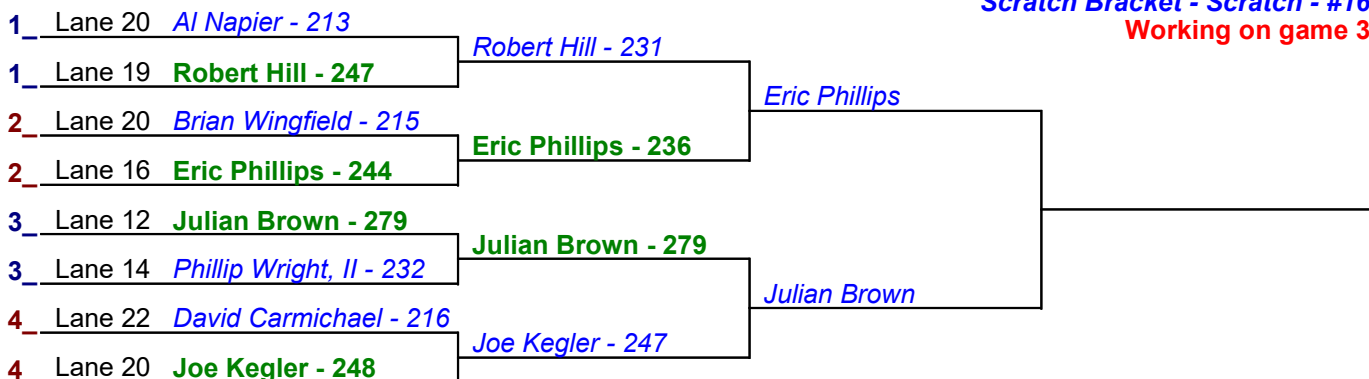 Scratch Bracket - Scratch - #16
Working on game 3
1_ Lane 20 Al Napier - 213
1_ Lane 19 Robert Hill - 247
2_ Lane 20 Brian Wingfield - 215
2_ Lane 16 Eric Phillips - 244
3_ Lane 12 Julian Brown - 279
3_ Lane 14 Phillip Wright, II - 232
4_ Lane 22 David Carmichael - 216
4 Lane 20 Joe Kegler - 248
Robert Hill - 231
Eric Phillips - 236
Julian Brown - 279
Joe Kegler - 247
Eric Phillips
Julian Brown